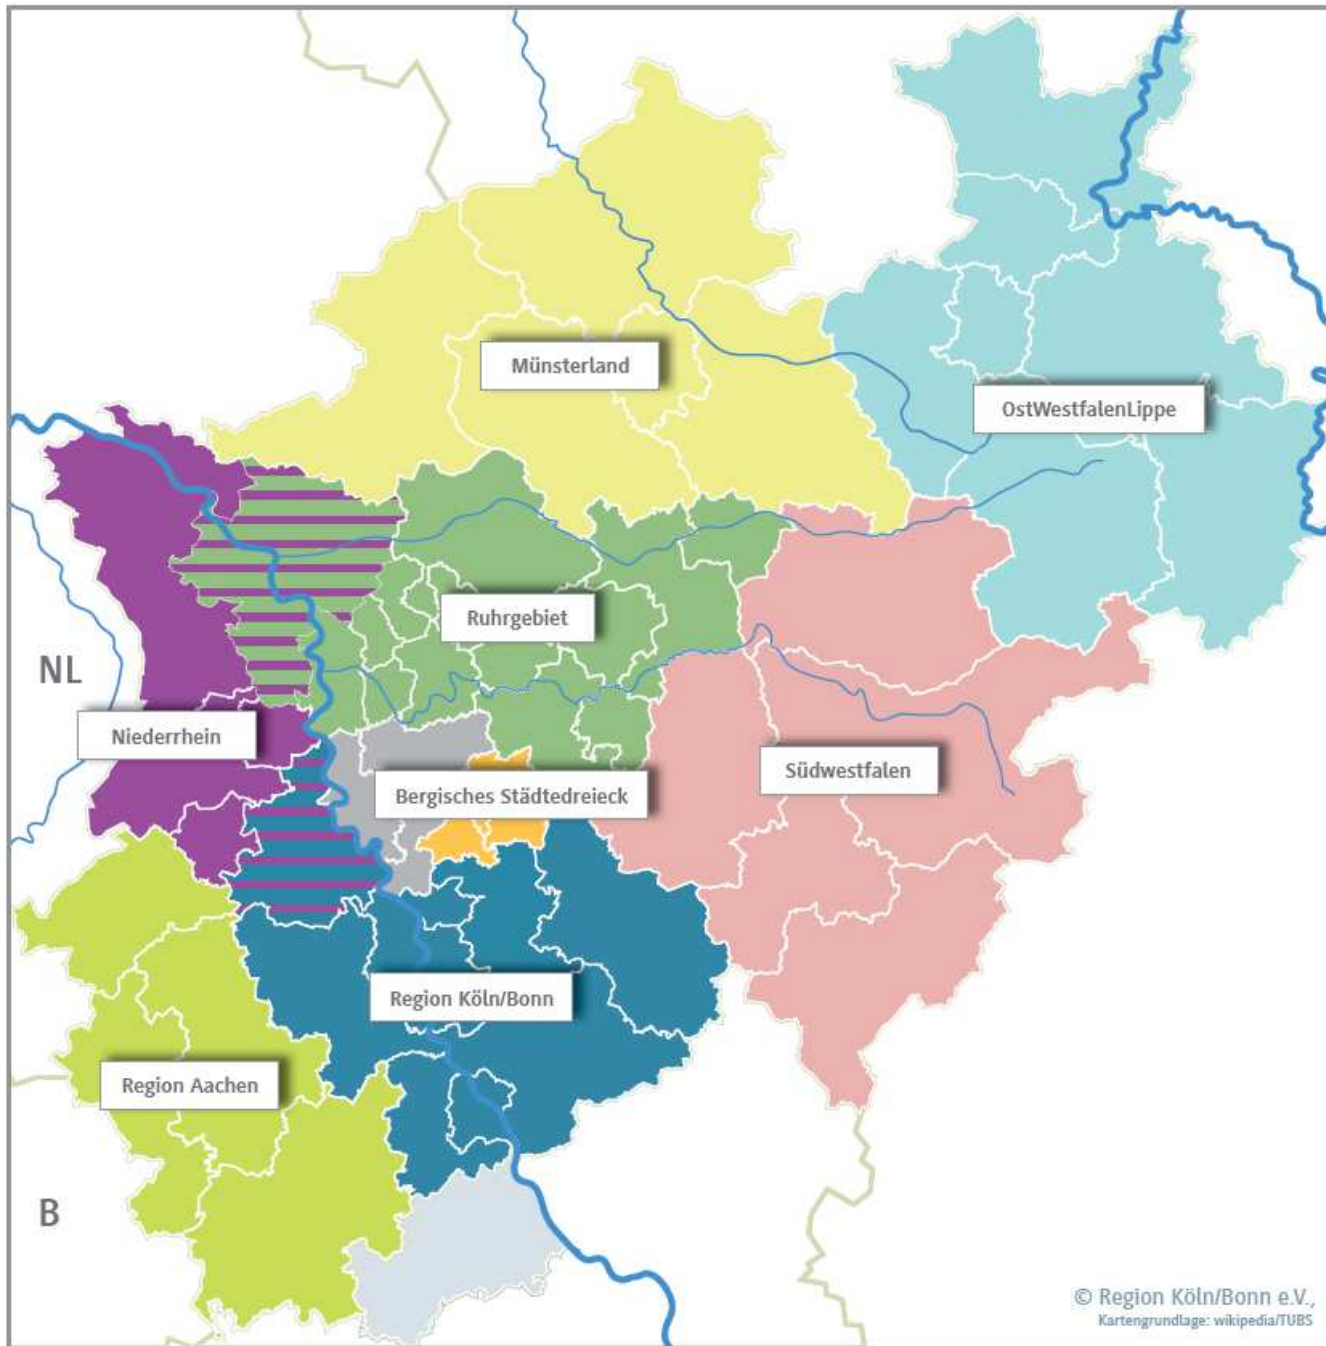 Münsterland
OstWestfalenLippe
Ruhrgebiet
NL
Niederrhein
Südwestfalen
Bergisches Städtedreieck
Region Köln/Bonn
Region Aachen
B
© Region Köln/Bonn e.V.,
Kartengrundlage: wikipedia/TUBS